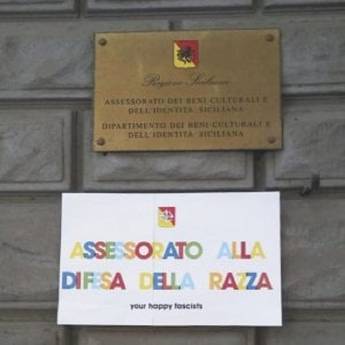 Regione Siciliana
ASSESSORATO DEI BENI CULTURALI E
DELL'IDENTITÀ SICILIANA
DIPARTIMENTO DEI BENI CULTURALI E
DELL'IDENTITÀ SICILIANA
ASSESSORATO ALLA
DIFESA DELLA RAZZA
your happy fascists